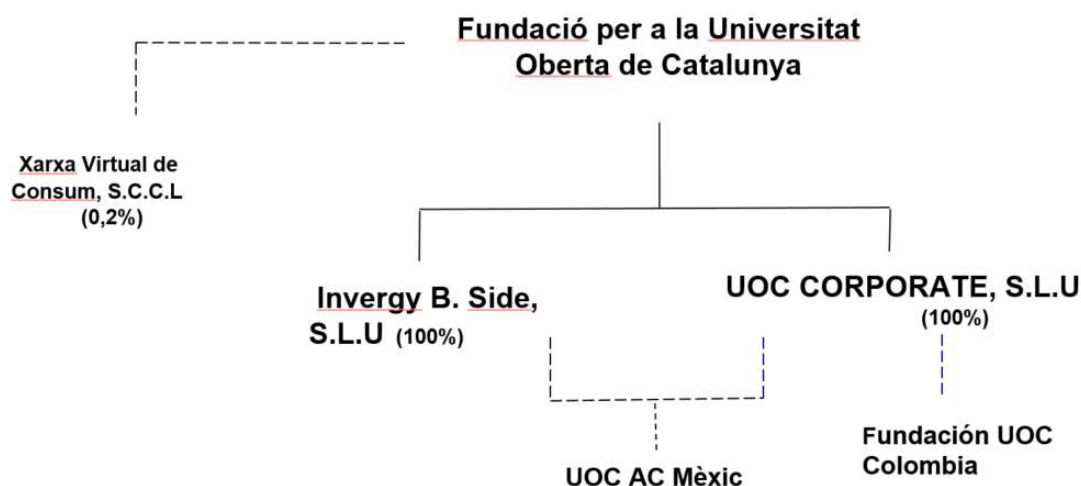 Fundació per a la Universitat
Oberta de Catalunya
Xarxa Virtual de
Consum, S.C.C.L
(0,2%)
Invergy B. Side,
S.L.U (100%)
UOC CORPORATE, S.L.U
(100%)
UOC AC Mèxic
Fundación UOC
Colombia